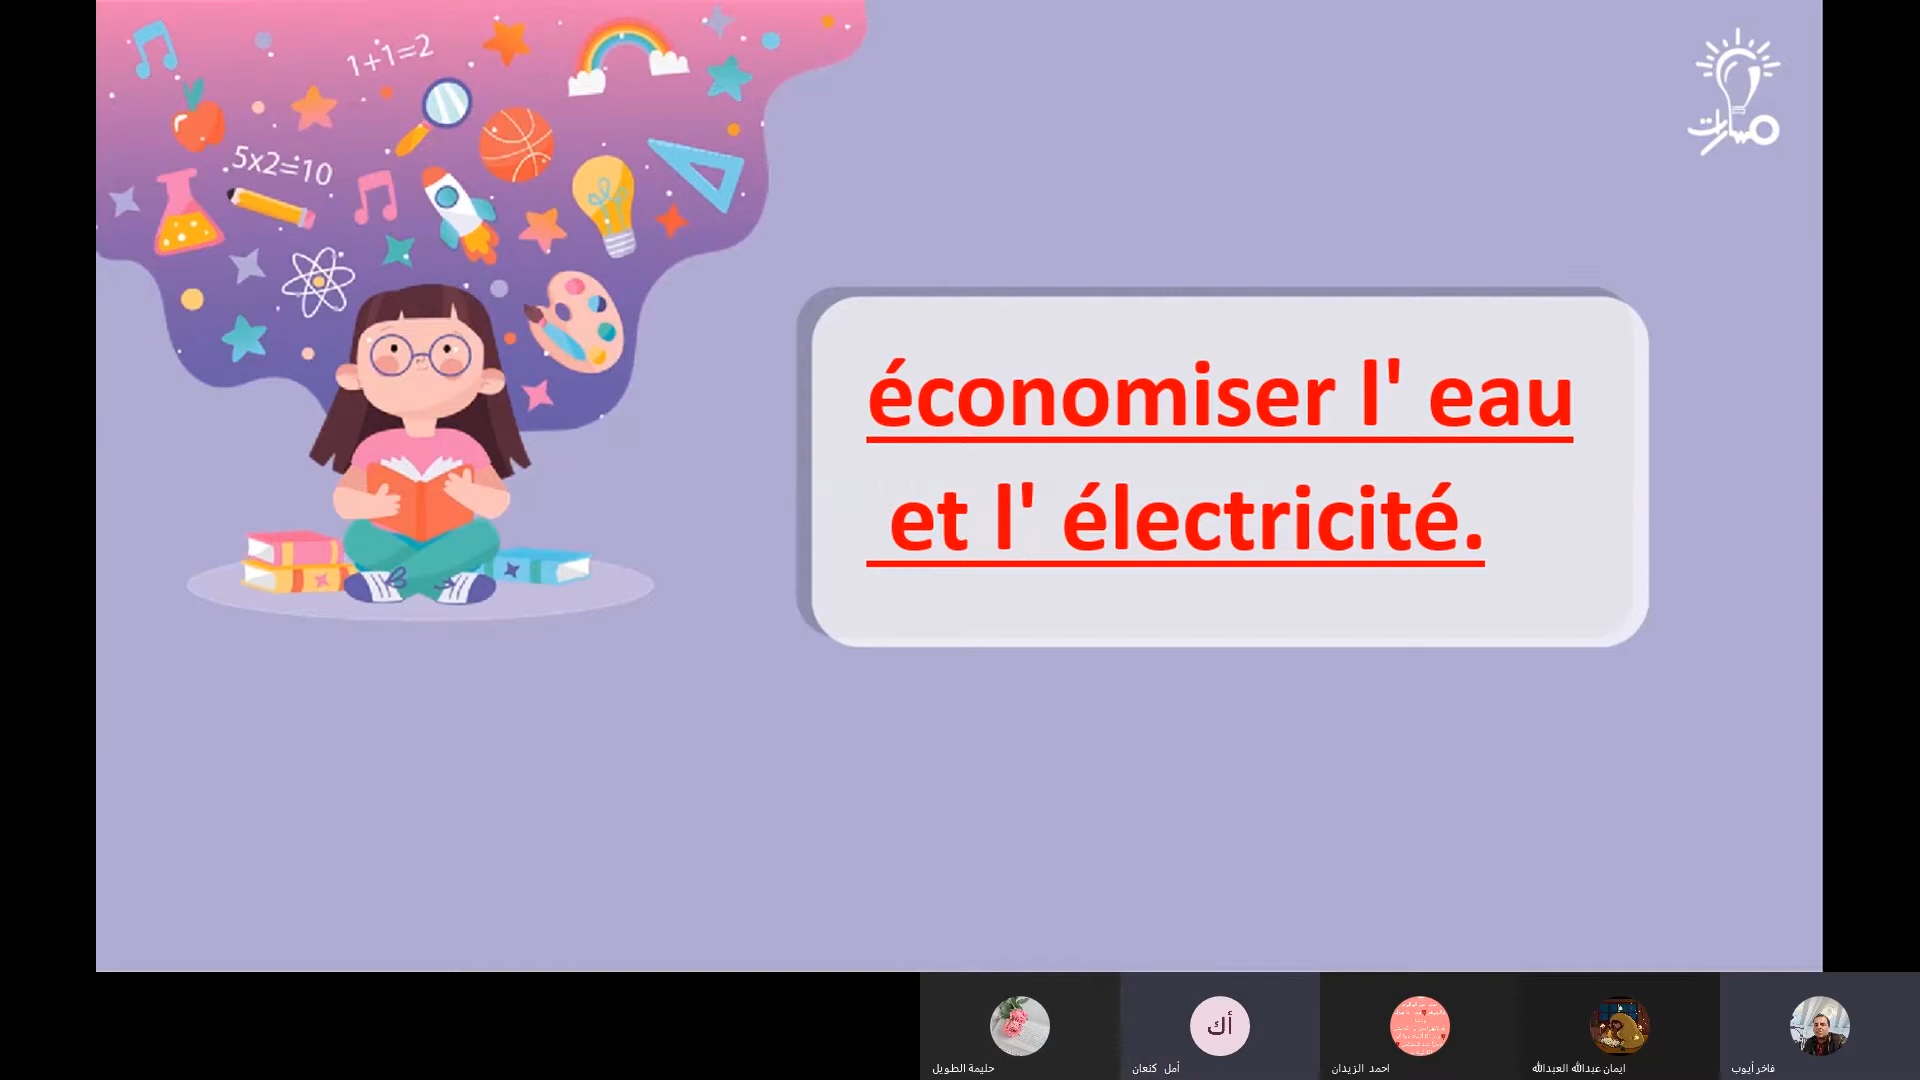 1+1=2
5x2=10
مسارات
économiser l' eau
et l' électricité.
أك
حليمة الطويل
أمل كنعان
احمد الزيدان
ايمان عبدالله العبدالله
فاخر أيوب